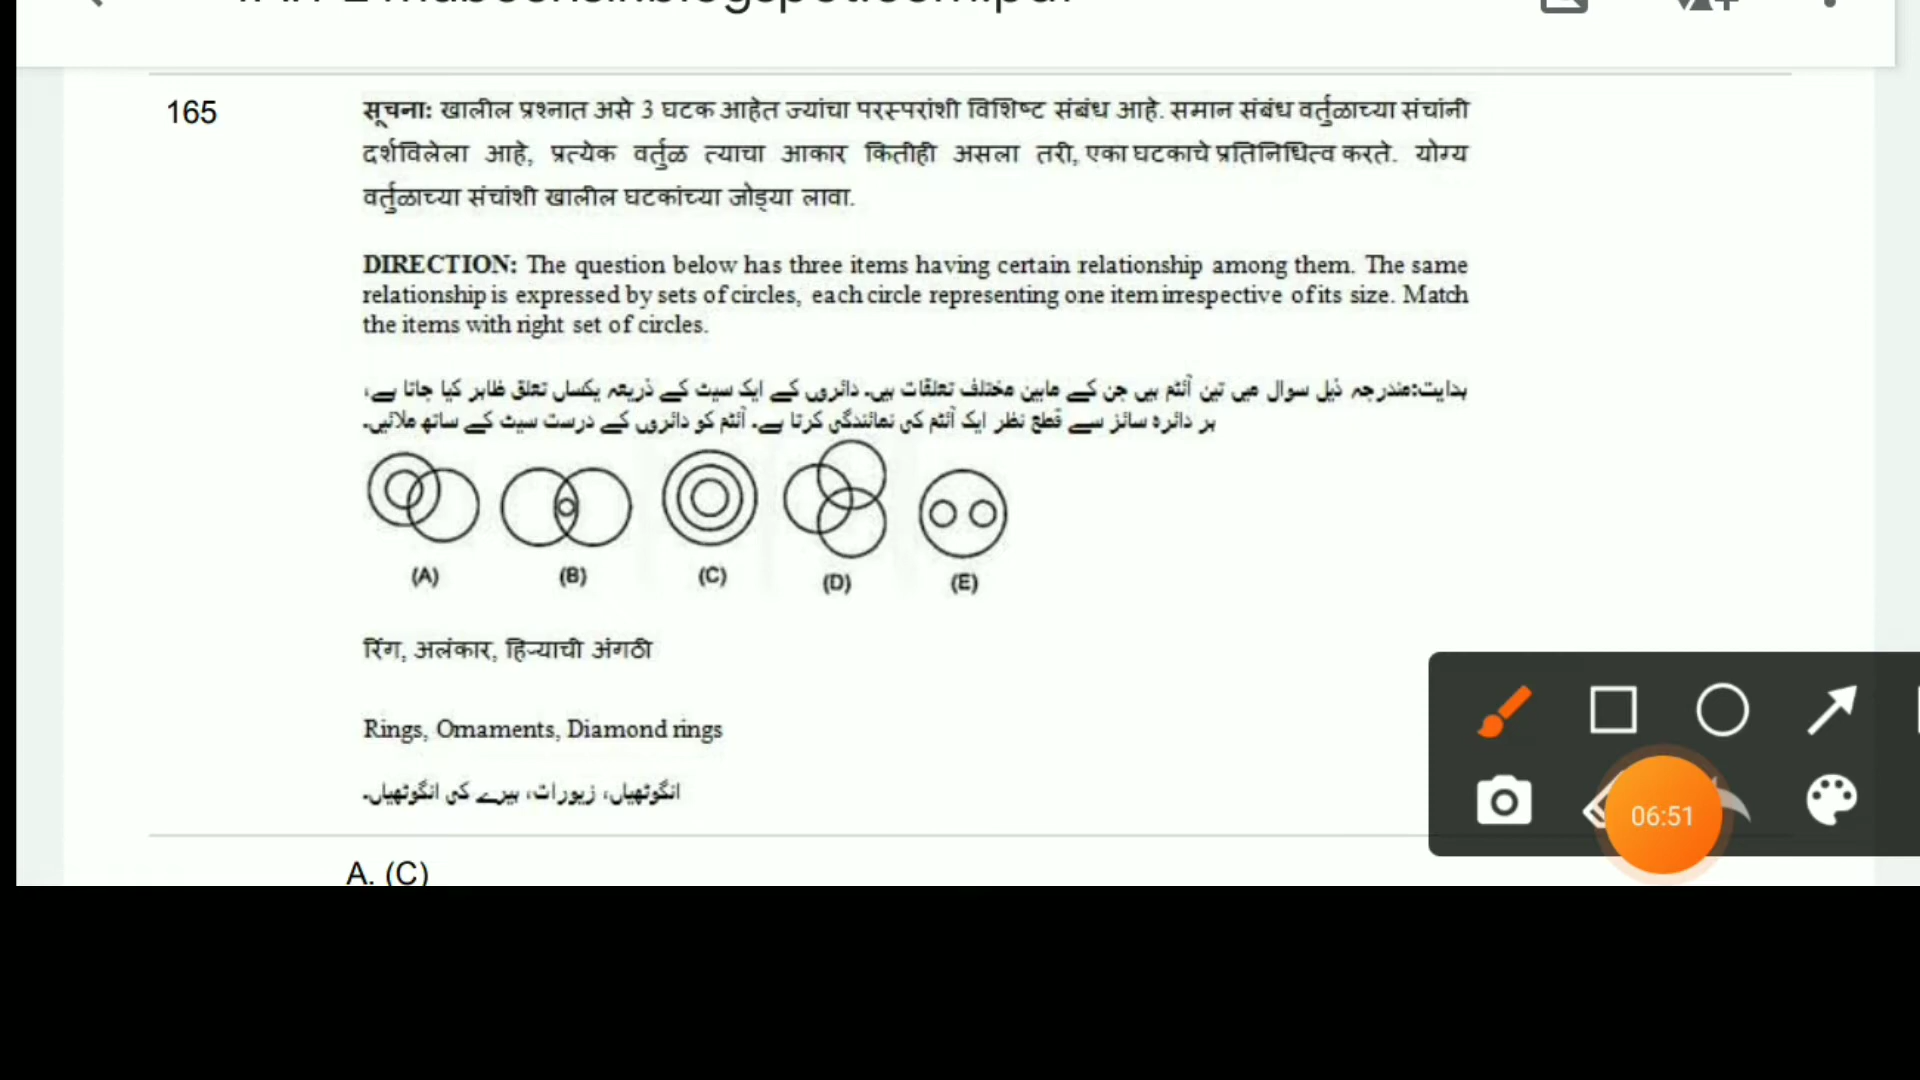 165
सूचना: खालील प्रश्नात असे 3 घटक आहेत ज्यांचा परस्परांशी विशिष्ट संबंध आहे. समान संबंध वर्तुळाच्या संचांनी
दर्शविलेला आहे, प्रत्येक वर्तुळ त्याचा आकार कितीही असला तरी, एका घटकाचे प्रतिनिधित्व करते. योग्य
वर्तुळाच्या संचांशी खालील घटकांच्या जोड्या लावा.
DIRECTION: The question below has three items having certain relationship among them. The same
relationship is expressed by sets of circles, each circle representing one item irrespective of its size. Match
the items with right set of circles.
ہدایت:مندرجہ ذیل سوال میں تین آئٹم ہیں جن کے مابین مختلف تعلقات ہیں۔ دائروں کے ایک سیٹ کے ذریعہ یکساں تعلق ظاہر کیا جاتا ہے،
ہر دائرہ سائز سے قطع نظر ایک آئٹم کی نمائندگی کرتا ہے۔ آئٹم کو دائروں کے درست سیٹ کے ساتھ ملائیں۔
(A) (B) (C) (D) (E)
रिंग, अलंकार, हिऱ्याची अंगठी
Rings, Ornaments, Diamond rings
انگوٹھیاں، زیورات، ہیرے کی انگوٹھیاں۔
06:51
A. (C)